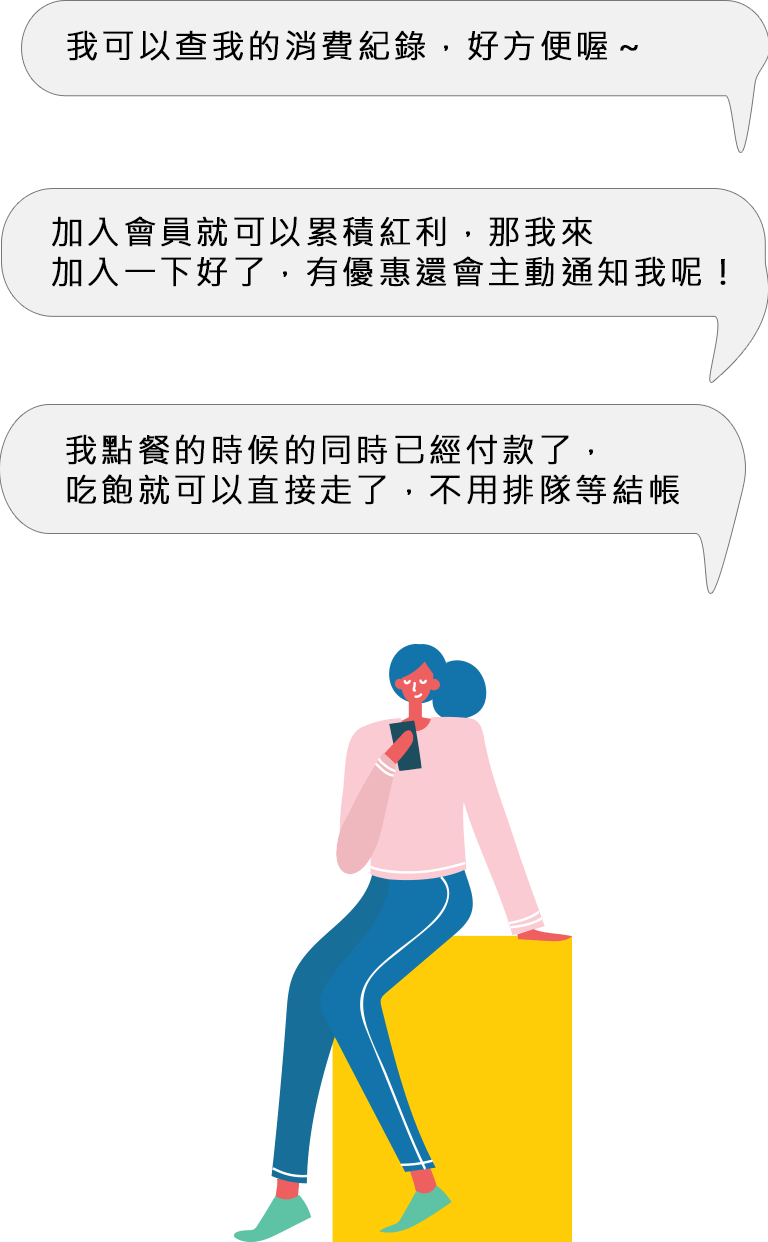 我可以查我的消費紀錄，好方便喔~
加入會員就可以累積紅利，那我來
加入一下好了，有優惠還會主動通知我呢！
我點餐的時候的同時已經付款了，
吃飽就可以直接走了，不用排隊等結帳